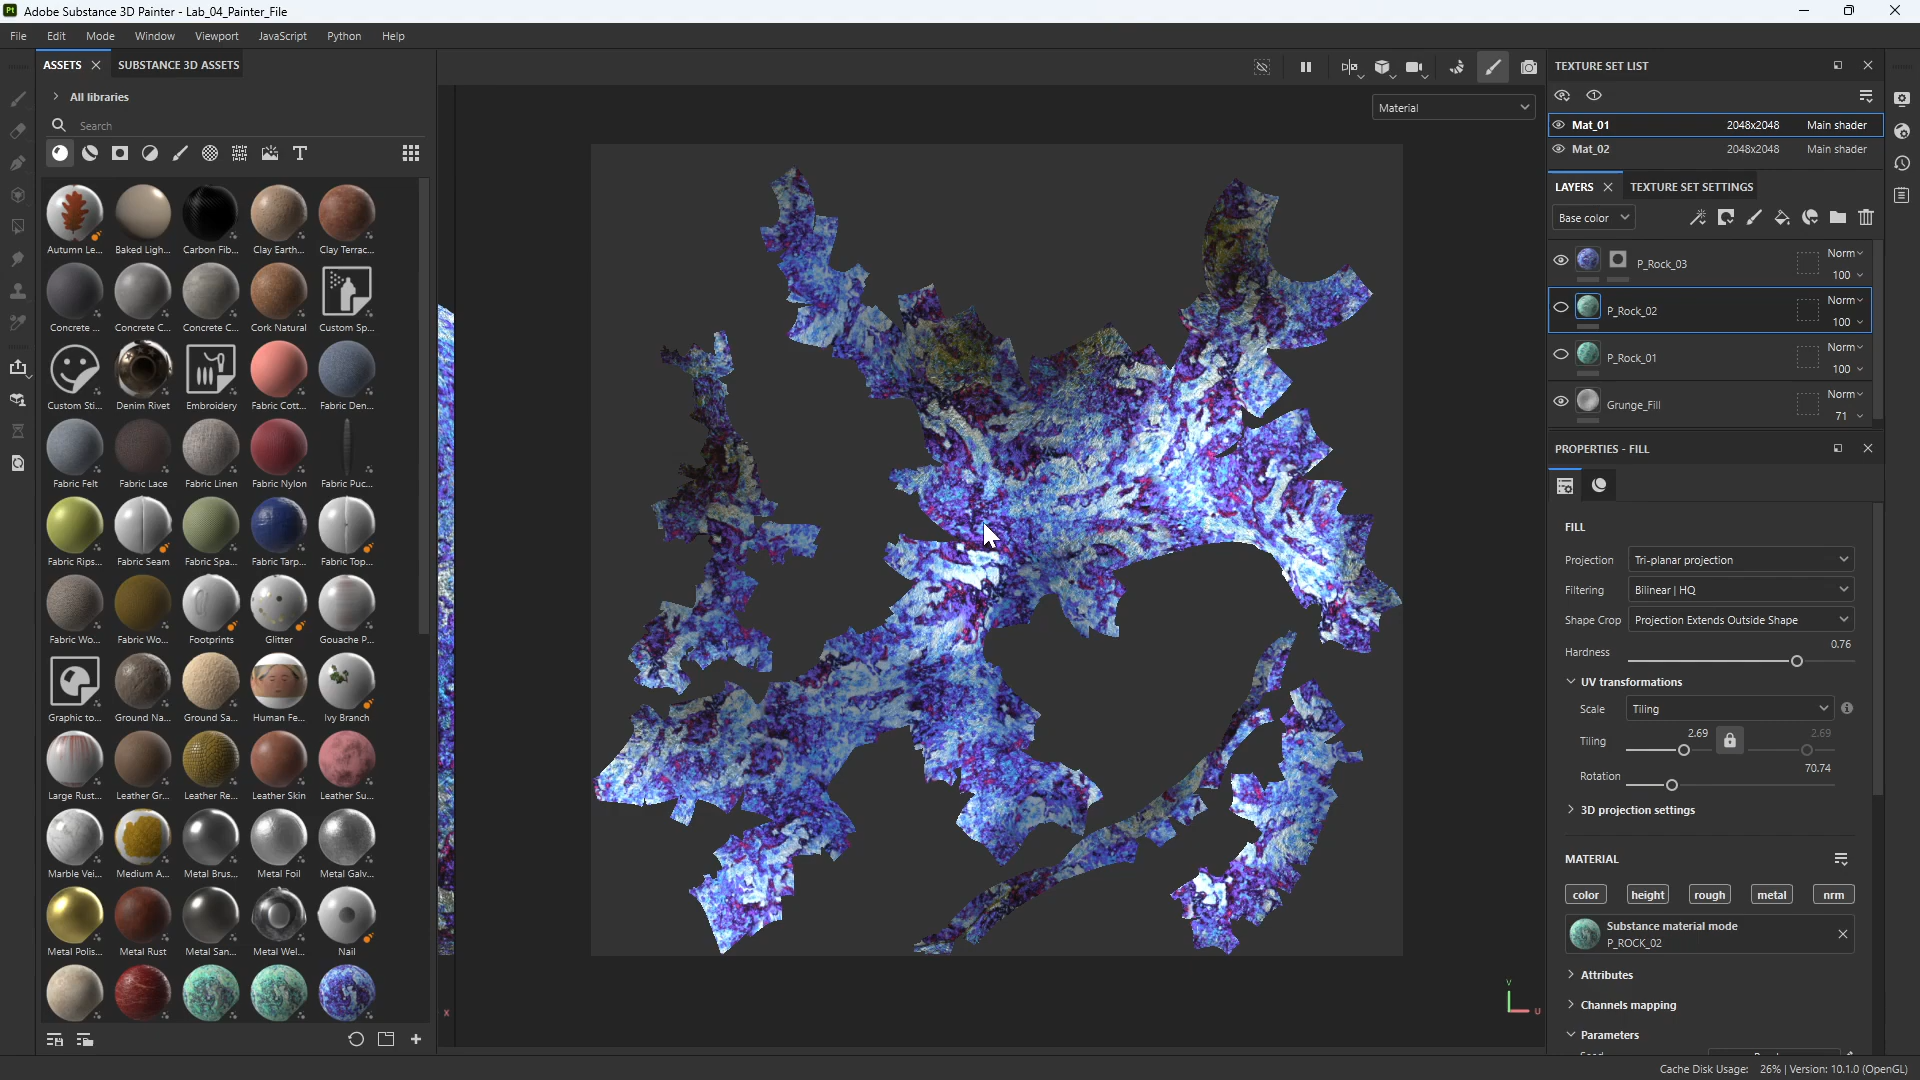 Pt Adobe Substance 3D Painter - Lab_04_Painter_File
File Edit Mode Window Viewport JavaScript Python Help
ASSETS SUBSTANCE 3D ASSETS
All libraries
Search
Autumn Le... Baked Ligh... Carbon Fib... Clay Earth... Clay Terrac...
Concrete ... Concrete C... Concrete C... Cork Natural Custom Sp...
Custom Sti... Denim Rivet Embroidery Fabric Cott... Fabric Den...
Fabric Felt Fabric Lace Fabric Linen Fabric Nylon Fabric Puc...
Fabric Rips... Fabric Seam Fabric Spa... Fabric Tarp... Fabric Top...
Fabric Wo... Fabric Wo... Footprints Glitter Gouache P...
Graphic to... Ground Na... Ground Sa... Human Fe... Ivy Branch
Large Rust... Leather Gr... Leather Re... Leather Skin Leather Su...
Marble Vei... Medium A... Metal Brus... Metal Foil Metal Galv...
Metal Polis... Metal Rust Metal San... Metal Wel... Nail
Material
V
U
X
TEXTURE SET LIST
Mat_01 2048x2048 Main shader
Mat_02 2048x2048 Main shader
LAYERS TEXTURE SET SETTINGS
Base color
P_Rock_03 Norm
100
P_Rock_02 Norm
100
P_Rock_01 Norm
100
Grunge_Fill Norm
71
PROPERTIES - FILL
FILL
Projection Tri-planar projection
Filtering Bilinear | HQ
Shape Crop Projection Extends Outside Shape
Hardness 0.76
UV transformations
Scale Tiling
Tiling 2.69 2.69
Rotation 70.74
3D projection settings
MATERIAL
color height rough metal nrm
Substance material mode
P_ROCK_02
Attributes
Channels mapping
Parameters
Cache Disk Usage: 26% | Version: 10.1.0 (OpenGL)